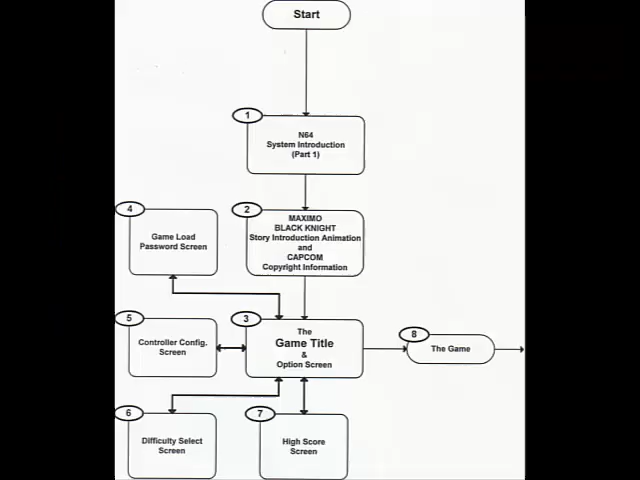 Start
1
N64
System Introduction
(Part 1)
4
Game Load
Password Screen
2
MAXIMO
BLACK KNIGHT
Story Introduction Animation
and
CAPCOM
Copyright Information
5
Controller Config.
Screen
3
The
Game Title
&
Option Screen
8
The Game
6
Difficulty Select
Screen
7
High Score
Screen